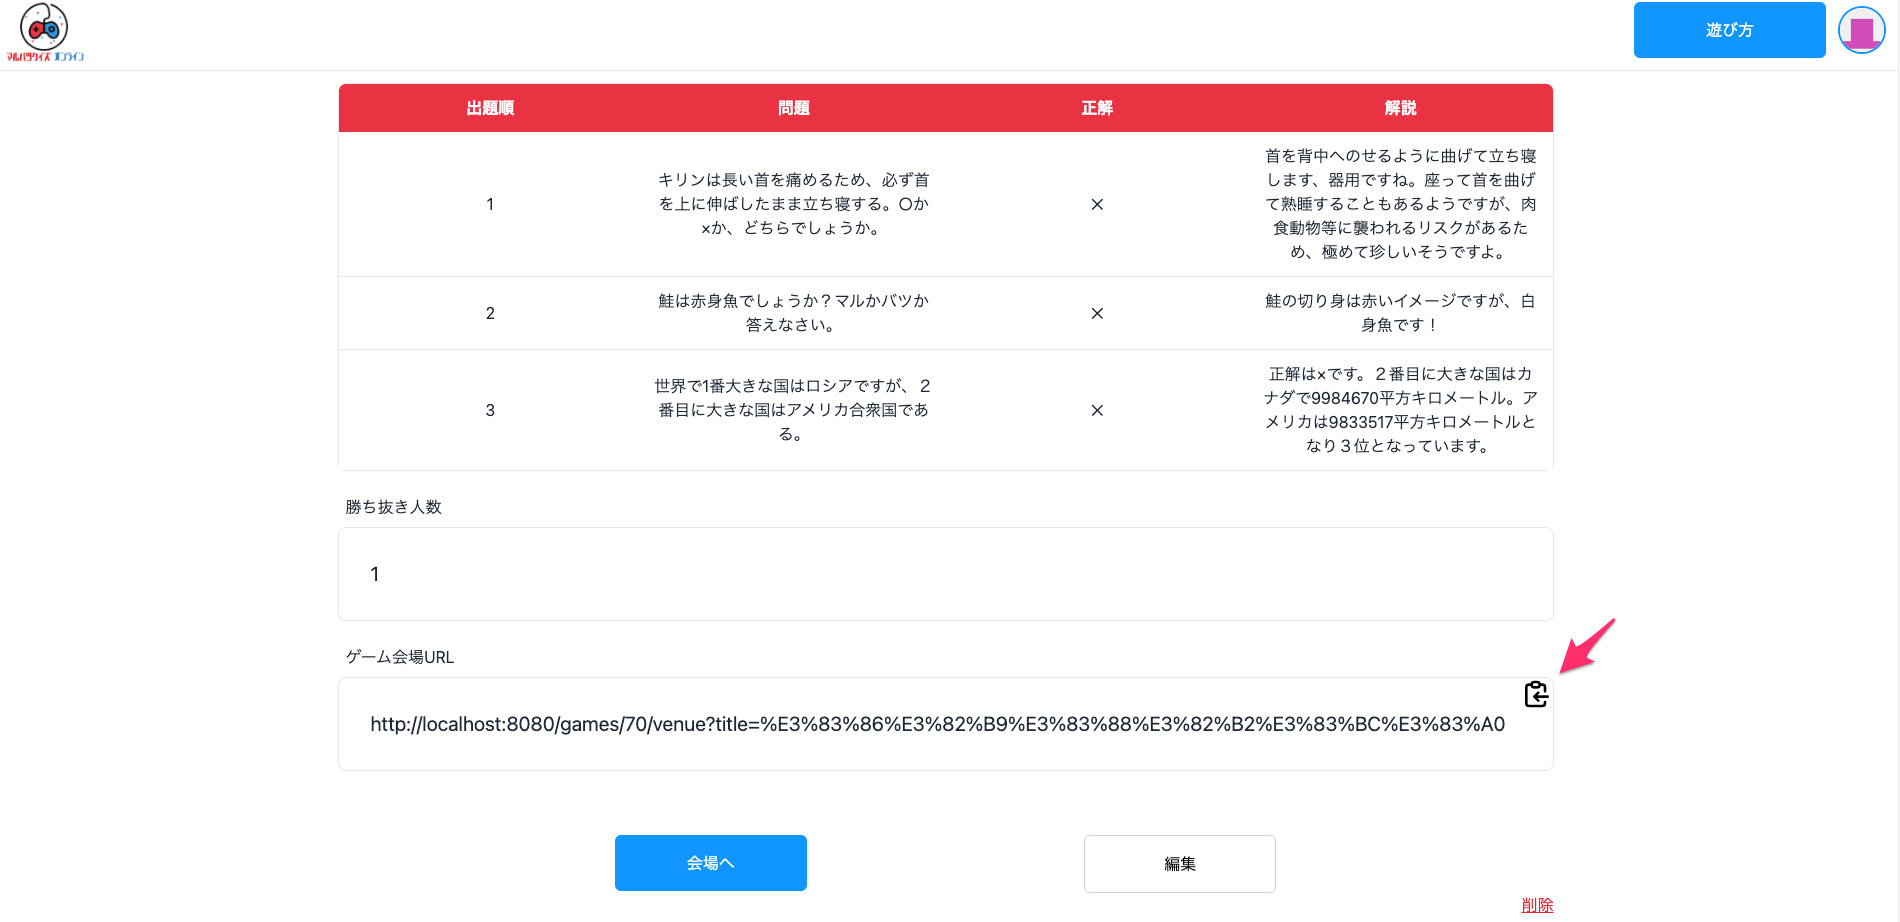 マルバツクイズ オンライン
遊び方
出題順 問題 正解 解説
1
キリンは長い首を痛めるため、必ず首
を上に伸ばしたまま立ち寝する。〇か
×か、どちらでしょうか。
×
首を背中へのせるように曲げて立ち寝
します、器用ですね。座って首を曲げ
て熟睡することもあるようですが、肉
食動物等に襲われるリスクがあるた
め、極めて珍しいそうですよ。
2
鮭は赤身魚でしょうか？マルかバツか
答えなさい。
×
鮭の切り身は赤いイメージですが、白
身魚です！
3
世界で1番大きな国はロシアですが、２
番目に大きな国はアメリカ合衆国であ
る。
×
正解は×です。２番目に大きな国はカ
ナダで9984670平方キロメートル。ア
メリカは9833517平方キロメートルと
なり３位となっています。
勝ち抜き人数
1
ゲーム会場URL
http://localhost:8080/games/70/venue?title=%E3%83%86%E3%82%B9%E3%83%88%E3%82%B2%E3%83%BC%E3%83%A0
会場へ
編集
削除